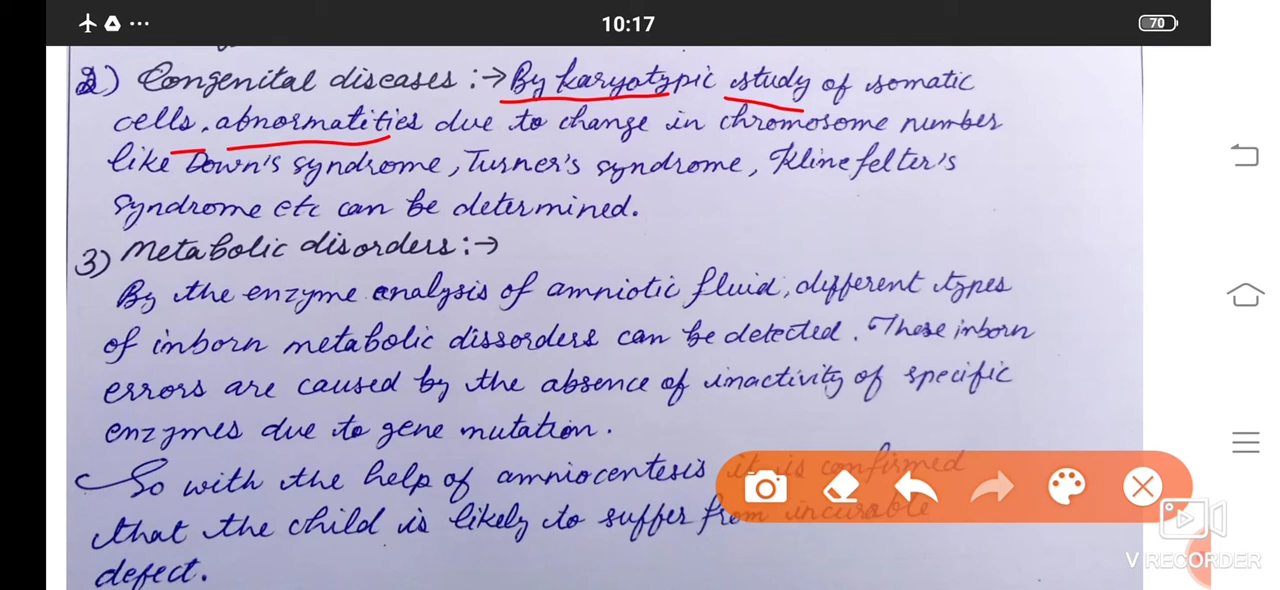 10:17
70
2) Congenital diseases :→ By karyotypic study of somatic
cells, abnormatities due to change in chromosome number
like Down's syndrome, Turner's syndrome, Klinefelter's
syndrome etc can be determined.
3) Metabolic disorders :→
By the enzyme analysis of amniotic fluid, different types
of inborn metabolic dissorders can be detected. These inborn
errors are caused by the absence of inactivity of specific
enzymes due to gene mutation.
So with the help of amniocentesis it is confirmed
that the child is likely to suffer from incurable
defect.
V RECORDER